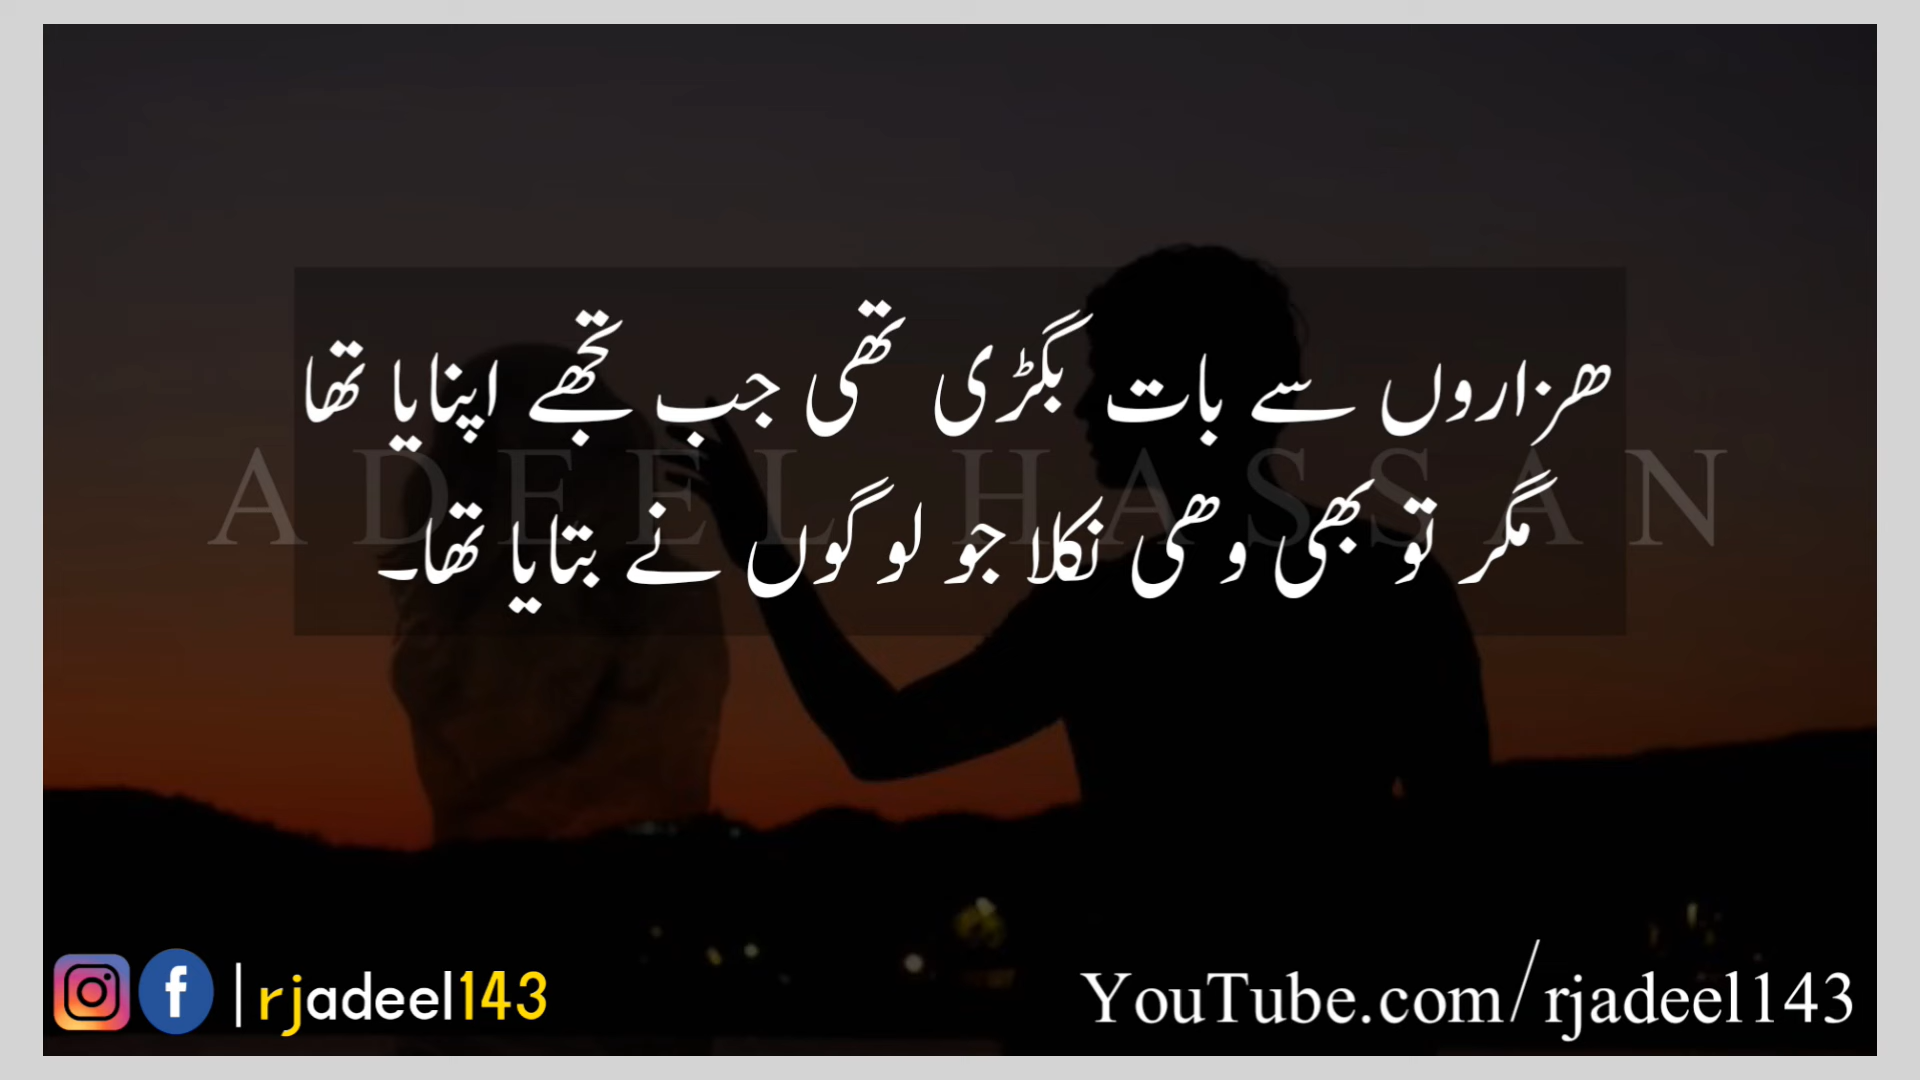 ھزاروں سے بات بگڑی تھی جب تجھے اپنایا تھا
ADEEL HASSAN
مگر تو بھی وھی نکلا جو لوگوں نے بتایا تھا۔
rjadeel143
YouTube.com/rjadeel143